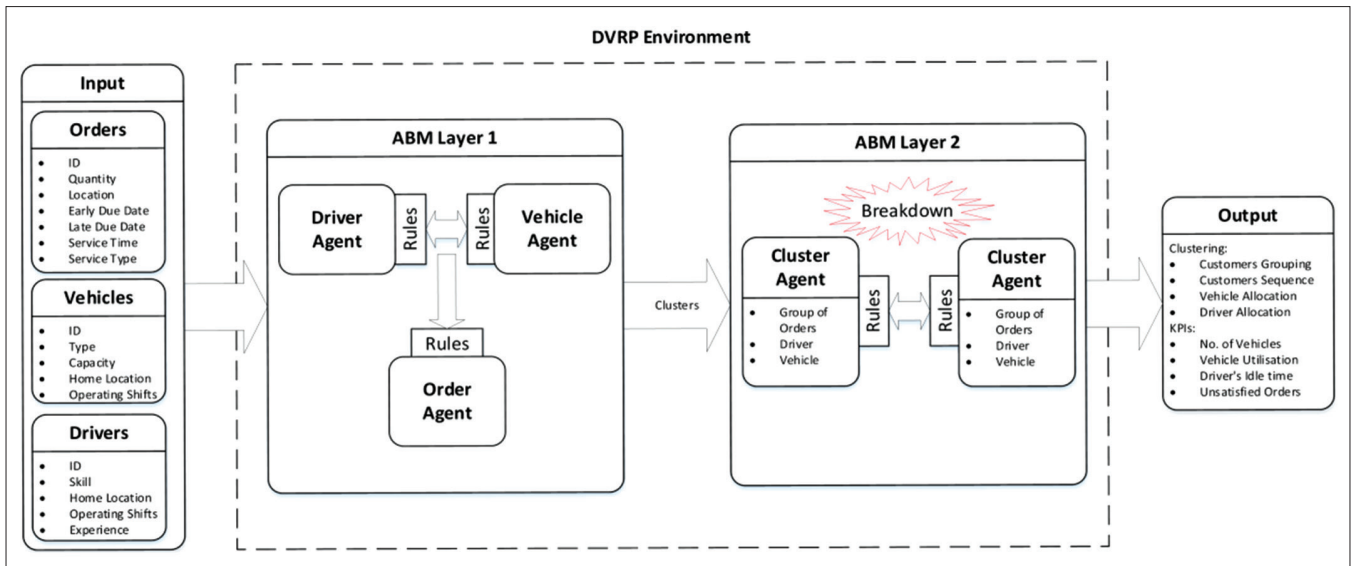 DVRP Environment
Input
Orders
• ID
• Quantity
• Location
• Early Due Date
• Late Due Date
• Service Time
• Service Type
Vehicles
• ID
• Type
• Capacity
• Home Location
• Operating Shifts
Drivers
• ID
• Skill
• Home Location
• Operating Shifts
• Experience
ABM Layer 1
Driver
Agent
Rules
Rules
Vehicle
Agent
Rules
Order
Agent
Clusters
ABM Layer 2
Breakdown
Cluster
Agent
• Group of
Orders
• Driver
• Vehicle
Rules
Rules
Cluster
Agent
• Group of
Orders
• Driver
• Vehicle
Output
Clustering:
• Customers Grouping
• Customers Sequence
• Vehicle Allocation
• Driver Allocation
KPIs:
• No. of Vehicles
• Vehicle Utilisation
• Driver's Idle time
• Unsatisfied Orders